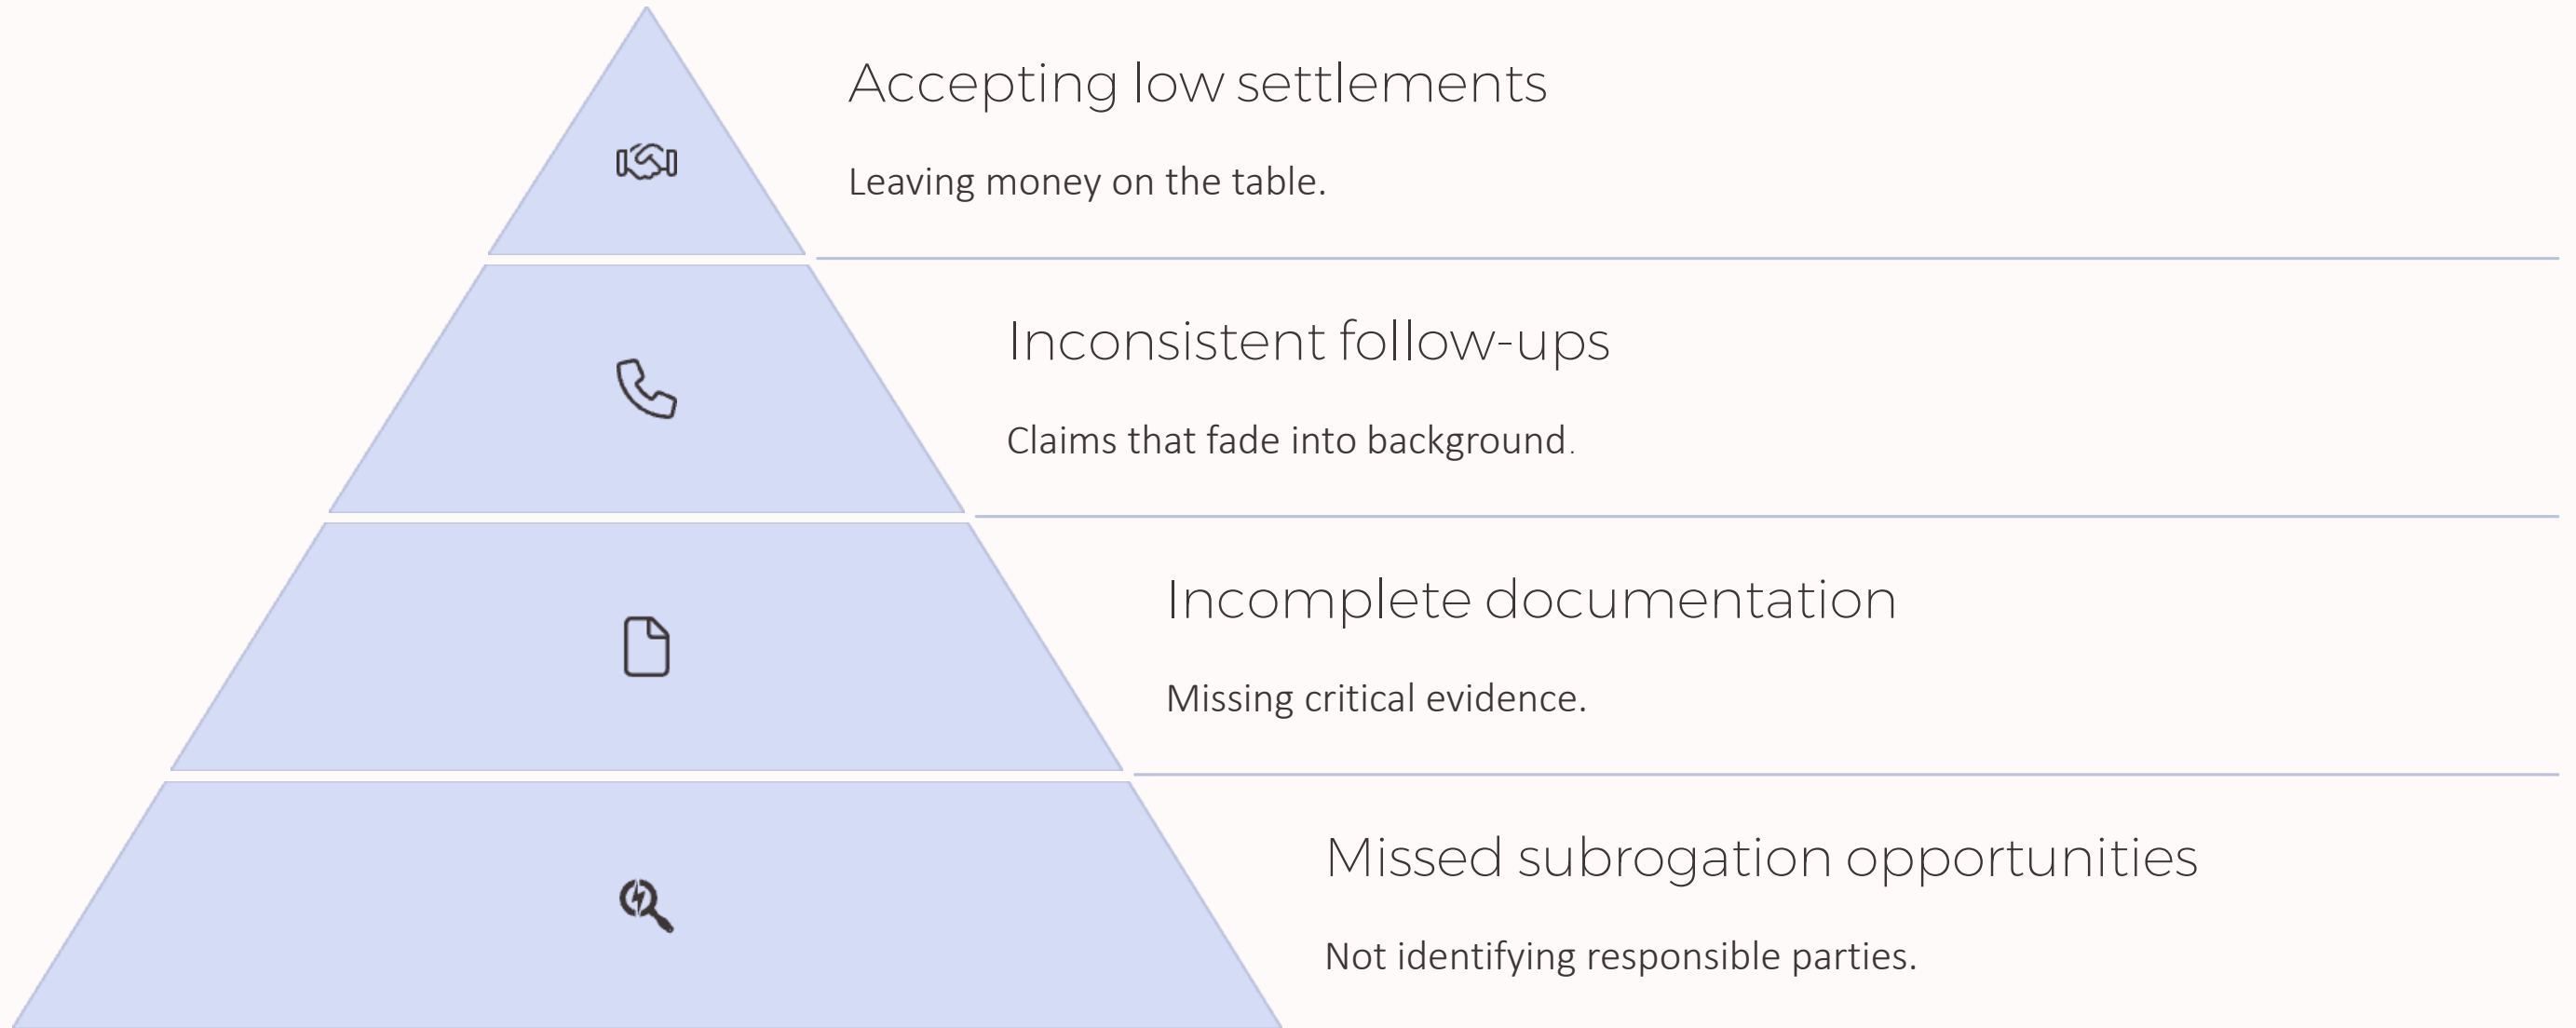 Accepting low settlements
Leaving money on the table.
Inconsistent follow-ups
Claims that fade into background.
Incomplete documentation
Missing critical evidence.
Missed subrogation opportunities
Not identifying responsible parties.